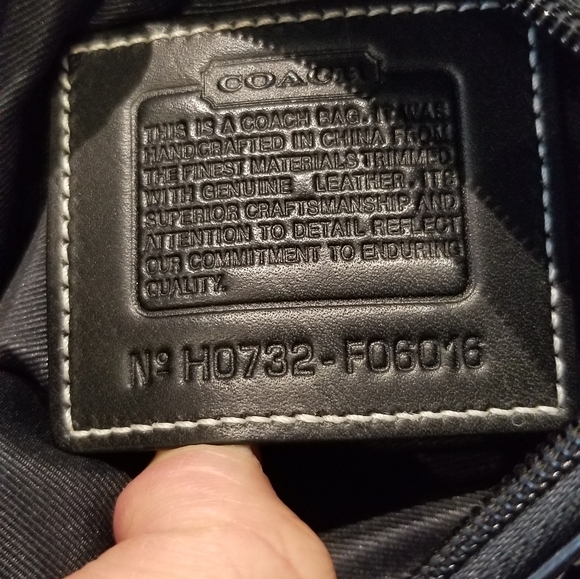 COACH
THIS IS A COACH BAG. IT WAS
HANDCRAFTED IN CHINA FROM
THE FINEST MATERIALS TRIMMED
WITH GENUINE LEATHER. ITS
SUPERIOR CRAFTSMANSHIP AND
ATTENTION TO DETAIL REFLECT
OUR COMMITMENT TO ENDURING
QUALITY.
Nº H0732-F06016